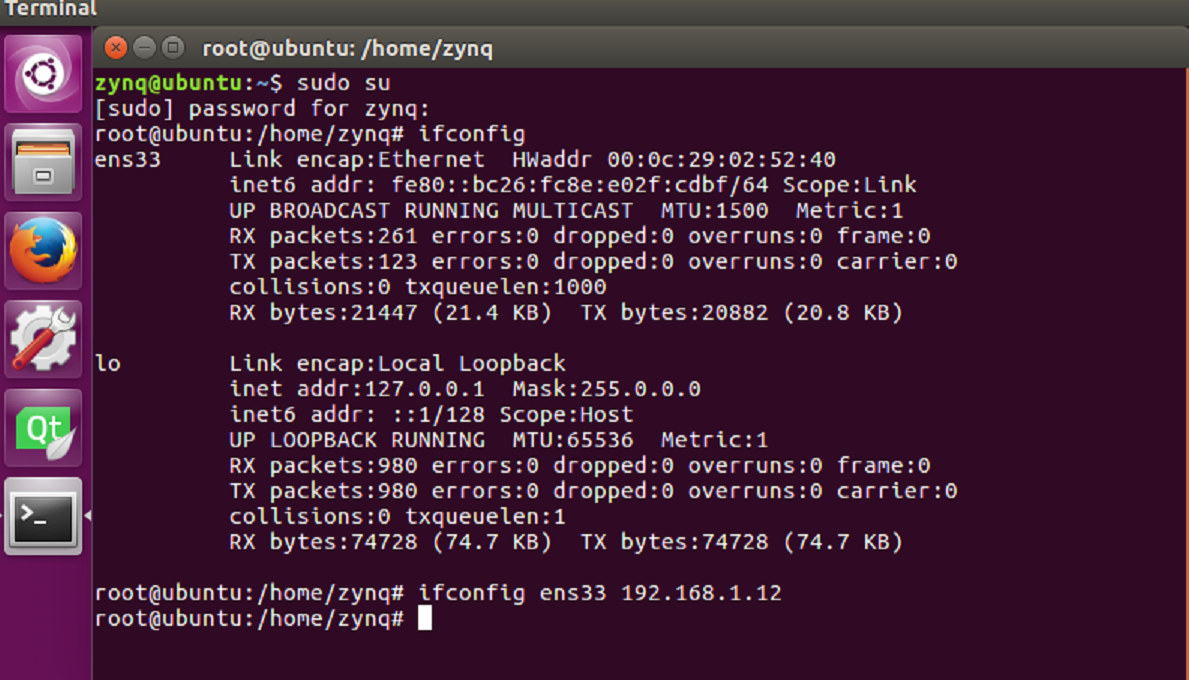 Terminal
root@ubuntu: /home/zynq
zynq@ubuntu:~$ sudo su
[sudo] password for zynq:
root@ubuntu:/home/zynq# ifconfig
ens33     Link encap:Ethernet  HWaddr 00:0c:29:02:52:40
          inet6 addr: fe80::bc26:fc8e:e02f:cdbf/64 Scope:Link
          UP BROADCAST RUNNING MULTICAST  MTU:1500  Metric:1
          RX packets:261 errors:0 dropped:0 overruns:0 frame:0
          TX packets:123 errors:0 dropped:0 overruns:0 carrier:0
          collisions:0 txqueuelen:1000
          RX bytes:21447 (21.4 KB)  TX bytes:20882 (20.8 KB)
lo        Link encap:Local Loopback
          inet addr:127.0.0.1  Mask:255.0.0.0
          inet6 addr: ::1/128 Scope:Host
          UP LOOPBACK RUNNING  MTU:65536  Metric:1
          RX packets:980 errors:0 dropped:0 overruns:0 frame:0
          TX packets:980 errors:0 dropped:0 overruns:0 carrier:0
          collisions:0 txqueuelen:1
          RX bytes:74728 (74.7 KB)  TX bytes:74728 (74.7 KB)
root@ubuntu:/home/zynq# ifconfig ens33 192.168.1.12
root@ubuntu:/home/zynq#
Qt
>_